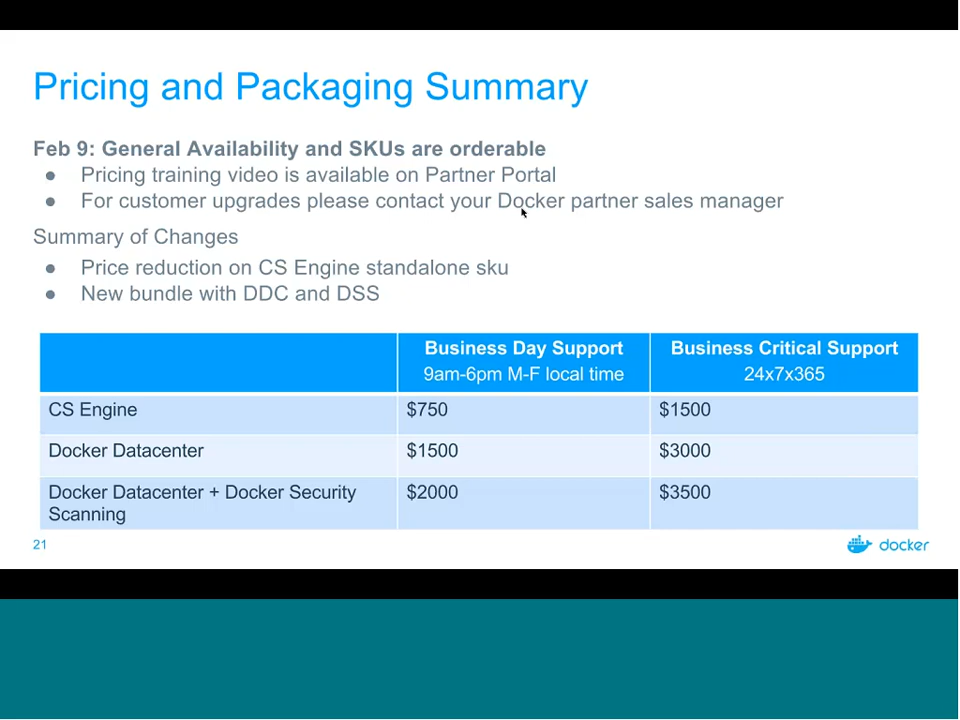 Pricing and Packaging Summary
Feb 9: General Availability and SKUs are orderable
● Pricing training video is available on Partner Portal
● For customer upgrades please contact your Docker partner sales manager
Summary of Changes
● Price reduction on CS Engine standalone sku
● New bundle with DDC and DSS
Business Day Support Business Critical Support
9am-6pm M-F local time 24x7x365
CS Engine $750 $1500
Docker Datacenter $1500 $3000
Docker Datacenter + Docker Security $2000 $3500
Scanning
21 docker